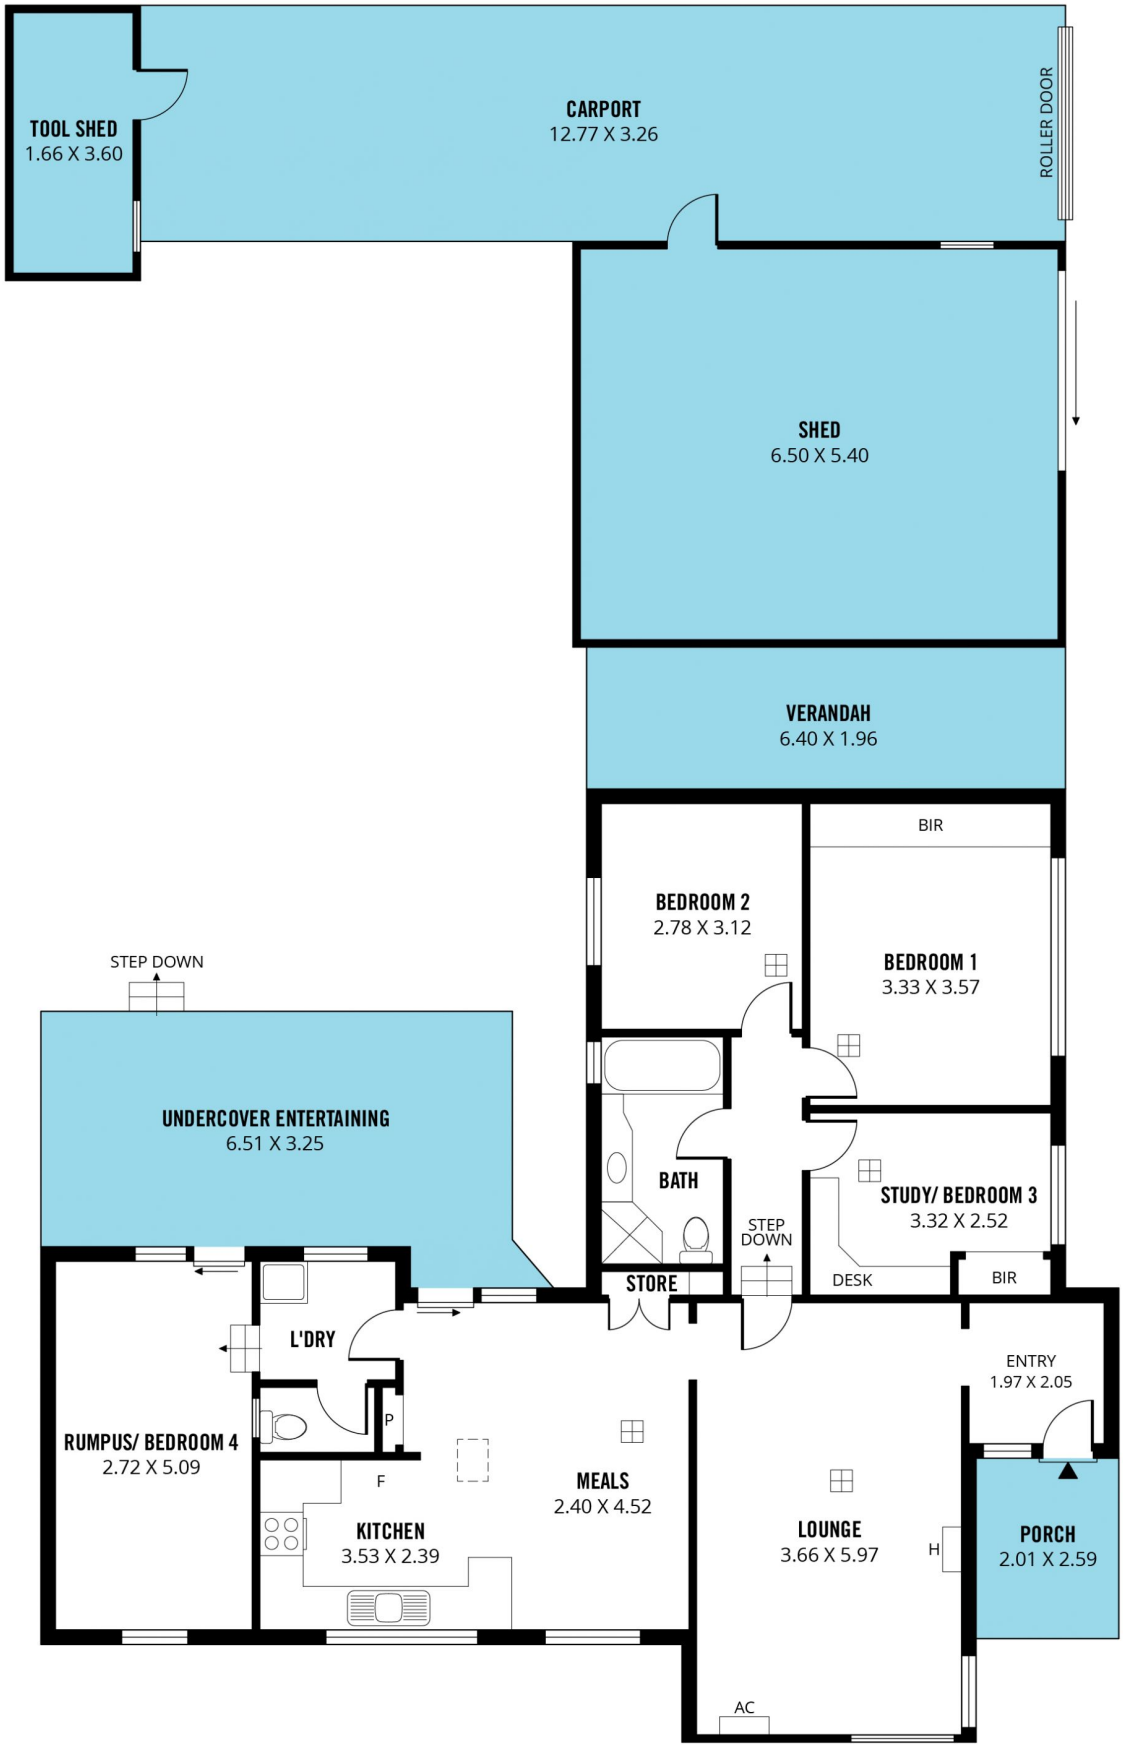 TOOL SHED
1.66 X 3.60
CARPORT
12.77 X 3.26
ROLLER DOOR
SHED
6.50 X 5.40
VERANDAH
6.40 X 1.96
BIR
BEDROOM 2
2.78 X 3.12
BEDROOM 1
3.33 X 3.57
STEP DOWN
UNDERCOVER ENTERTAINING
6.51 X 3.25
BATH
STUDY/ BEDROOM 3
3.32 X 2.52
STEP
DOWN
DESK
BIR
STORE
L'DRY
ENTRY
1.97 X 2.05
P
RUMPUS/ BEDROOM 4
2.72 X 5.09
F
MEALS
2.40 X 4.52
KITCHEN
3.53 X 2.39
LOUNGE
3.66 X 5.97
H
PORCH
2.01 X 2.59
AC